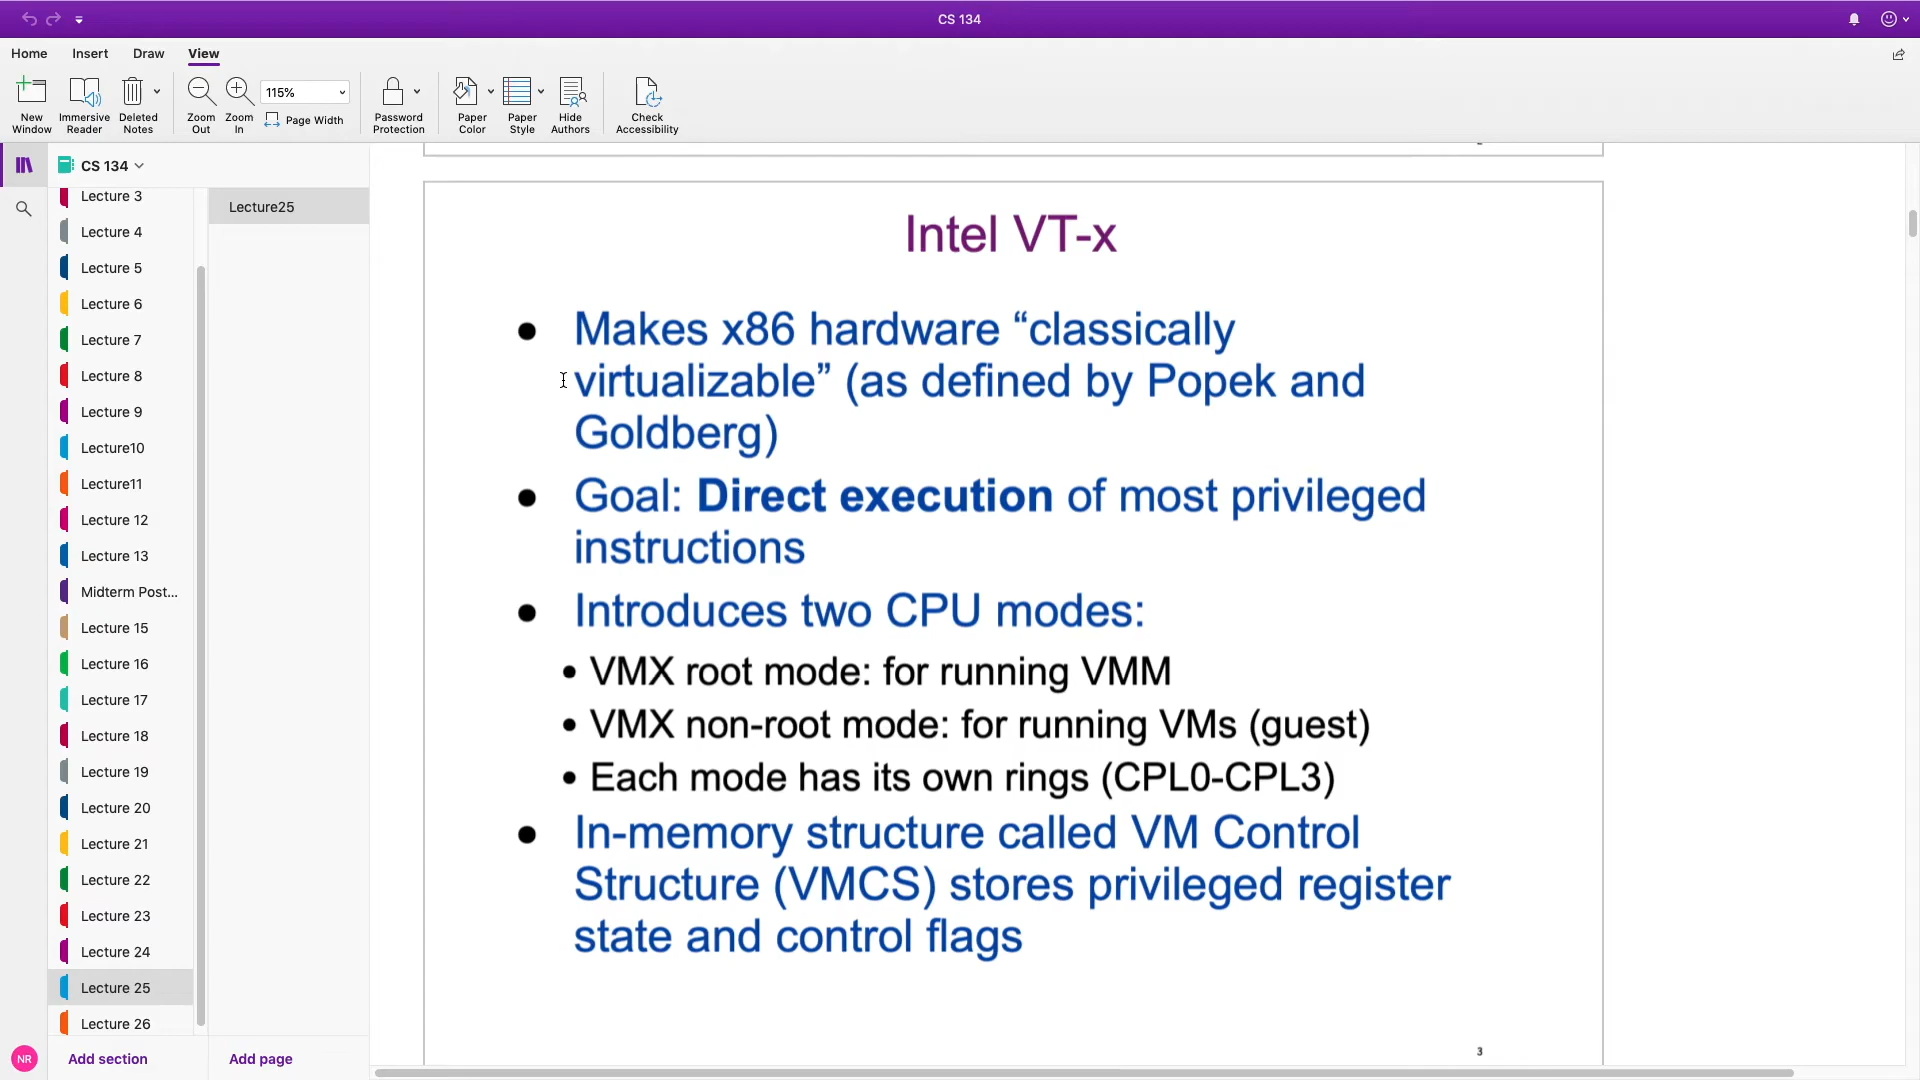 CS 134
Home Insert Draw View
New Window
Immersive Reader
Deleted Notes
Zoom Out
Zoom In
115%
Page Width
Password Protection
Paper Color
Paper Style
Hide Authors
Check Accessibility
CS 134
Lecture 3
Lecture 4
Lecture 5
Lecture 6
Lecture 7
Lecture 8
Lecture 9
Lecture10
Lecture11
Lecture 12
Lecture 13
Midterm Post...
Lecture 15
Lecture 16
Lecture 17
Lecture 18
Lecture 19
Lecture 20
Lecture 21
Lecture 22
Lecture 23
Lecture 24
Lecture 25
Lecture 26
NR
Add section
Lecture25
Add page
Intel VT-x
● Makes x86 hardware “classically
virtualizable” (as defined by Popek and
Goldberg)
● Goal: Direct execution of most privileged
instructions
● Introduces two CPU modes:
• VMX root mode: for running VMM
• VMX non-root mode: for running VMs (guest)
• Each mode has its own rings (CPL0-CPL3)
● In-memory structure called VM Control
Structure (VMCS) stores privileged register
state and control flags
3